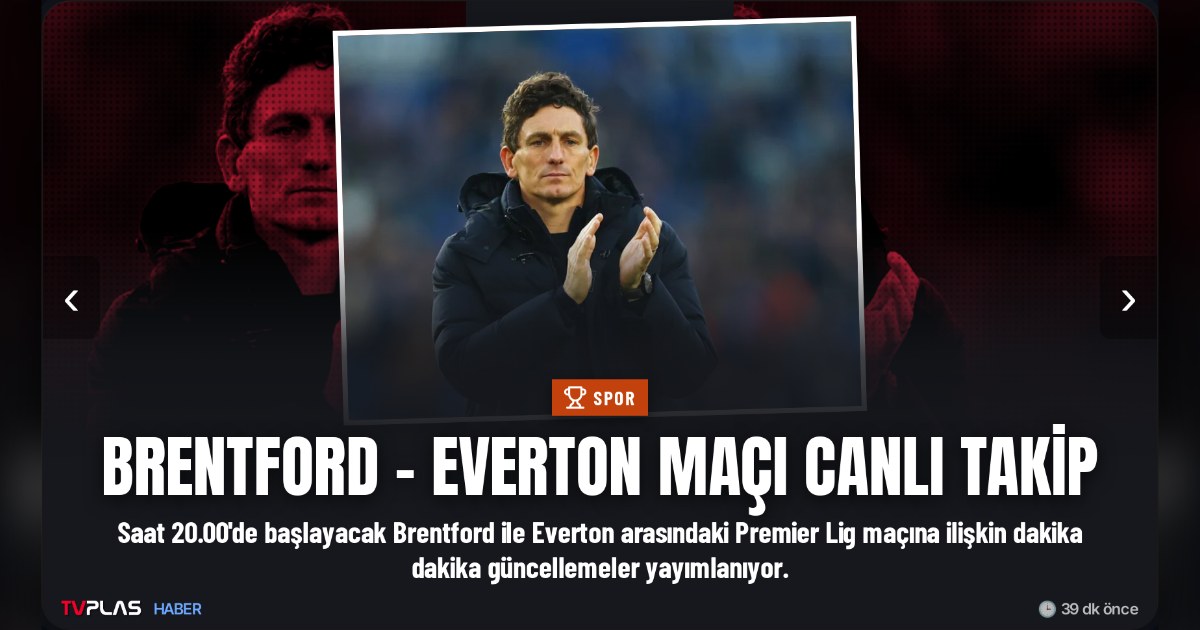 SPOR
BRENTFORD - EVERTON MAÇI CANLI TAKİP
Saat 20.00'de başlayacak Brentford ile Everton arasındaki Premier Lig maçına ilişkin dakika
dakika güncellemeler yayımlanıyor.
TVPLAS HABER
39 dk önce